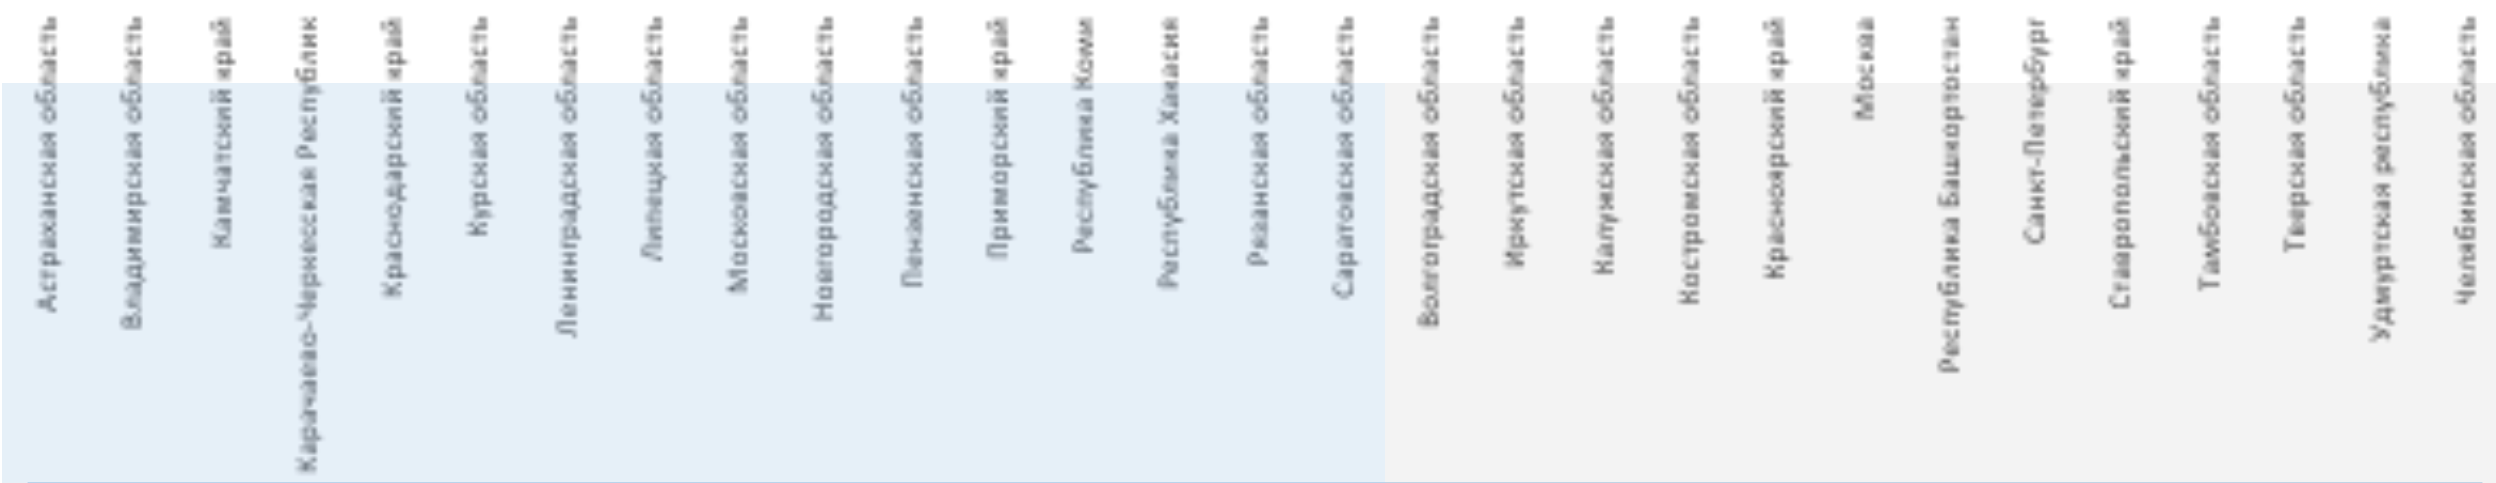 Астраханская область
Владимирская область
Камчатский край
Карачаево-Черкесская Республик
Краснодарский край
Курская область
Ленинградская область
Липецкая область
Московская область
Новгородская область
Пензенская область
Приморский край
Республика Коми
Республика Хакасия
Рязанская область
Саратовская область
Волгоградская область
Иркутская область
Калужская область
Костромская область
Красноярский край
Москва
Республика Башкортостан
Санкт-Петербург
Ставропольский край
Тамбовская область
Тверская область
Удмуртская республика
Челябинская область